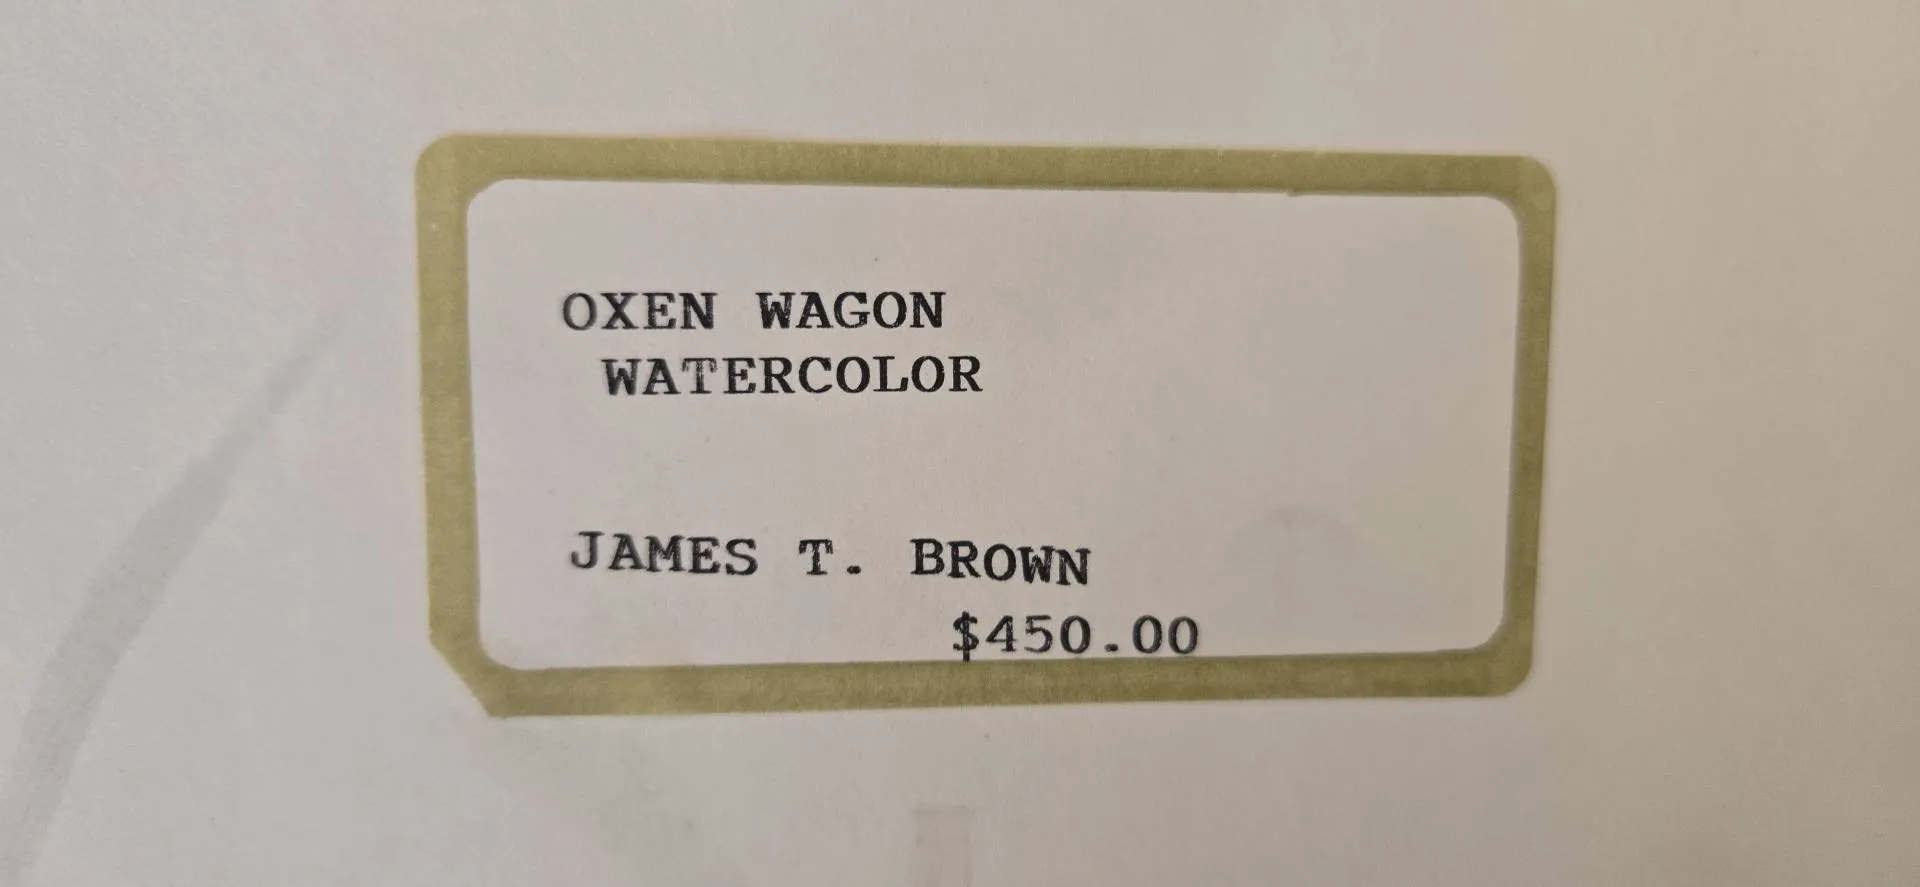 OXEN WAGON
WATERCOLOR
JAMES T. BROWN
$450.00